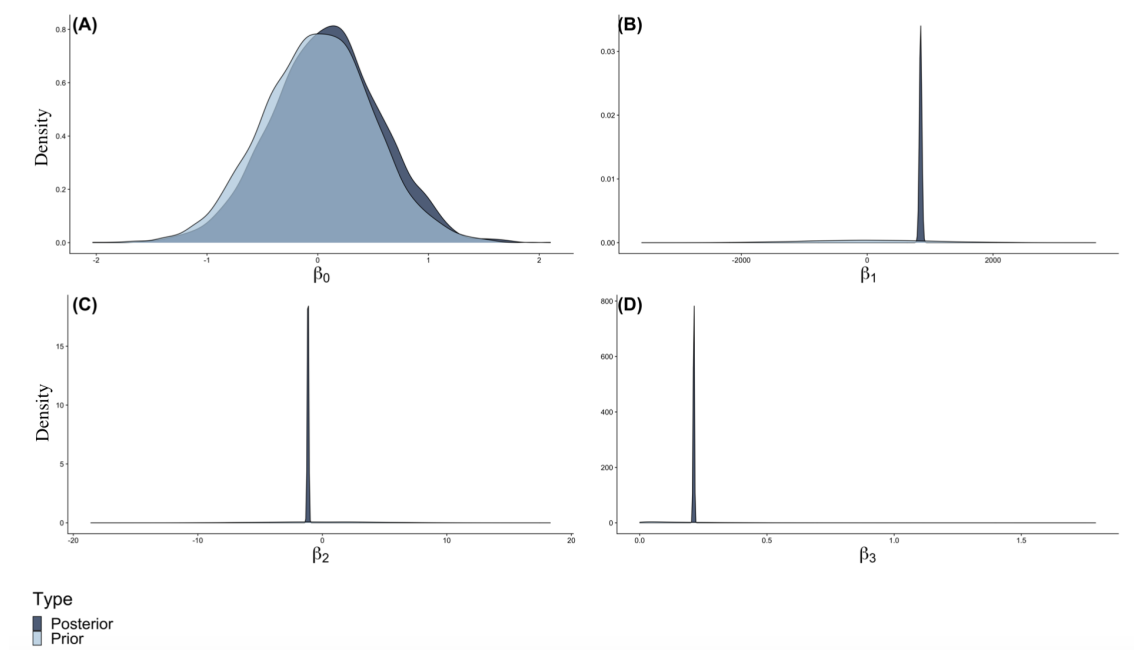 (A)
0.8
0.6
0.4
0.2
0.0
Density
-2 -1 0 1 2
β0
(B)
0.03
0.02
0.01
0.00
-2000 0 2000
β1
(C)
15
10
5
0
Density
-20 -10 0 10 20
β2
(D)
800
600
400
200
0
0.0 0.5 1.0 1.5
β3
Type
Posterior
Prior